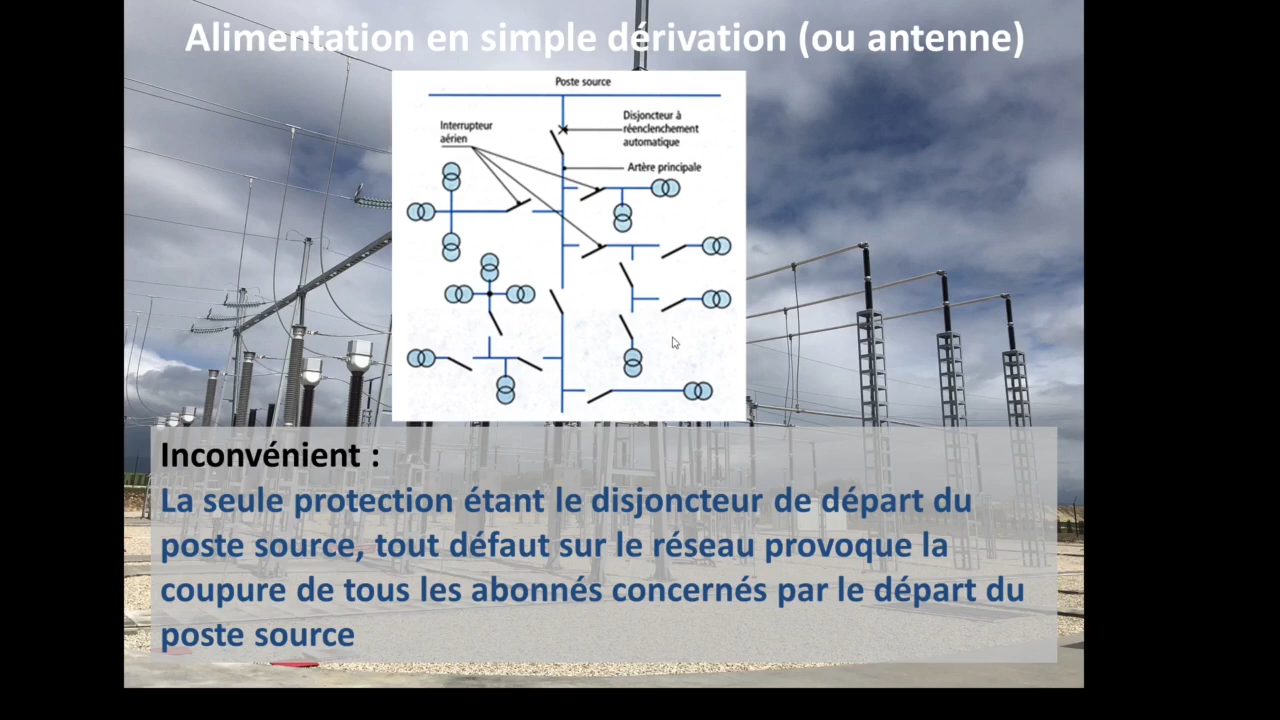 Alimentation en simple dérivation (ou antenne)
Poste source
Interrupteur
aérien
Disjoncteur à
réenclenchement
automatique
Artère principale
Inconvénient :
La seule protection étant le disjoncteur de départ du
poste source, tout défaut sur le réseau provoque la
coupure de tous les abonnés concernés par le départ du
poste source